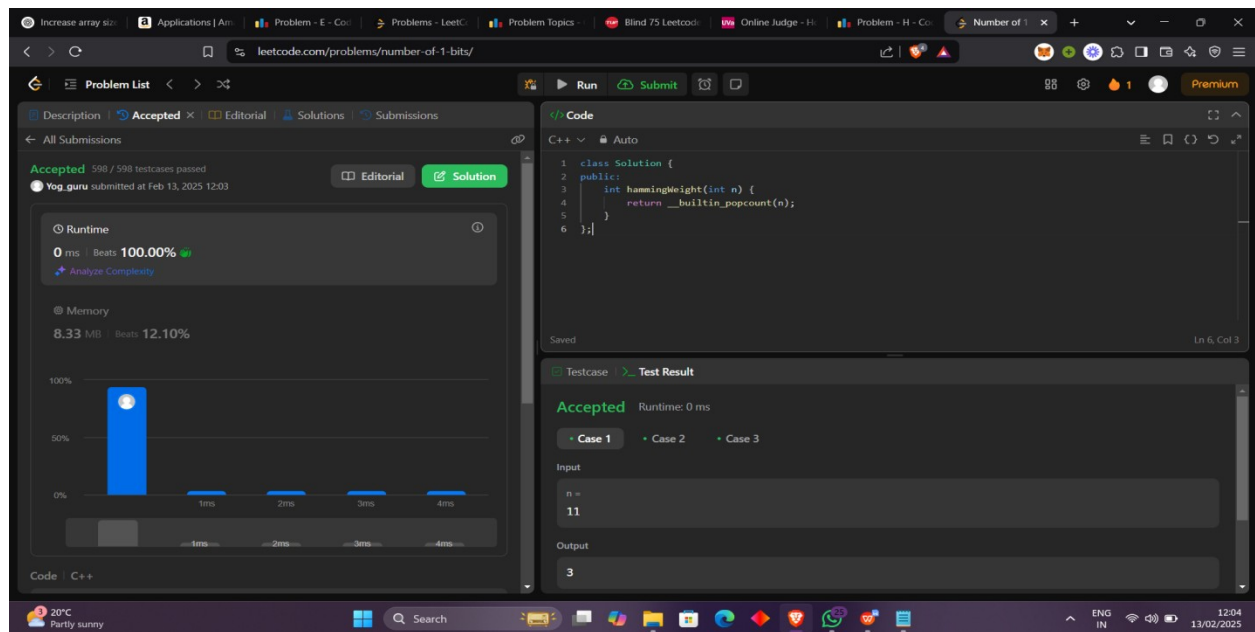 Increase array siz
Applications | Am
Problem - E - Cod
Problems - LeetC
Problem Topics -
Blind 75 Leetcode
Online Judge - H
Problem - H - Co
Number of 1
leetcode.com/problems/number-of-1-bits/
Problem List
Run
Submit
1
Premium
Description
Accepted
Editorial
Solutions
Submissions
All Submissions
Accepted 598 / 598 testcases passed
Yog_guru submitted at Feb 13, 2025 12:03
Editorial
Solution
Runtime
0 ms | Beats 100.00%
Analyze Complexity
Memory
8.33 MB | Beats 12.10%
100%
50%
0%
1ms 2ms 3ms 4ms
1ms 2ms 3ms 4ms
Code | C++
</> Code
C++ Auto
1 class Solution {
2 public:
3 int hammingWeight(int n) {
4 return __builtin_popcount(n);
5 }
6 };
Saved
Ln 6, Col 3
Testcase
>_ Test Result
Accepted Runtime: 0 ms
• Case 1 • Case 2 • Case 3
Input
n =
11
Output
3
3
20°C
Partly sunny
Search
25
ENG
IN
12:04
13/02/2025